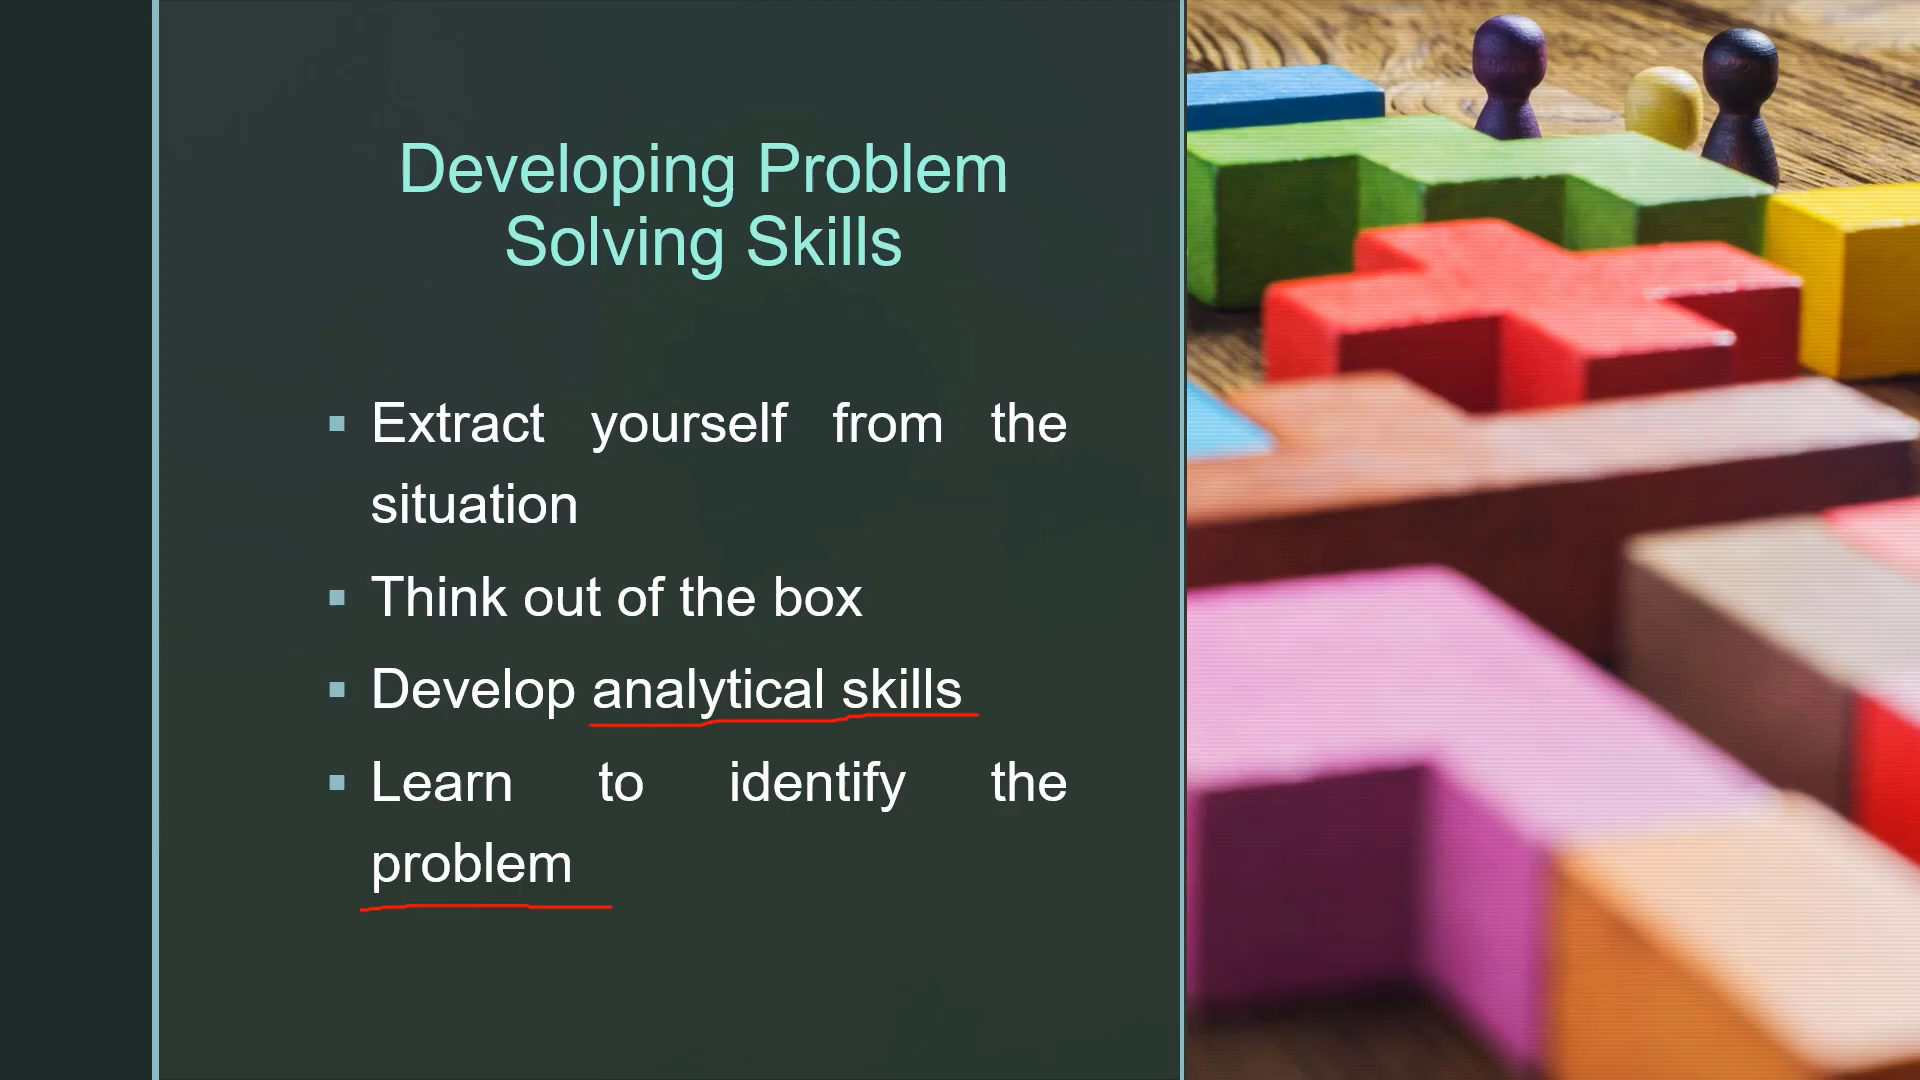 Developing Problem
Solving Skills
▪ Extract yourself from the
situation
▪ Think out of the box
▪ Develop analytical skills
▪ Learn to identify the
problem